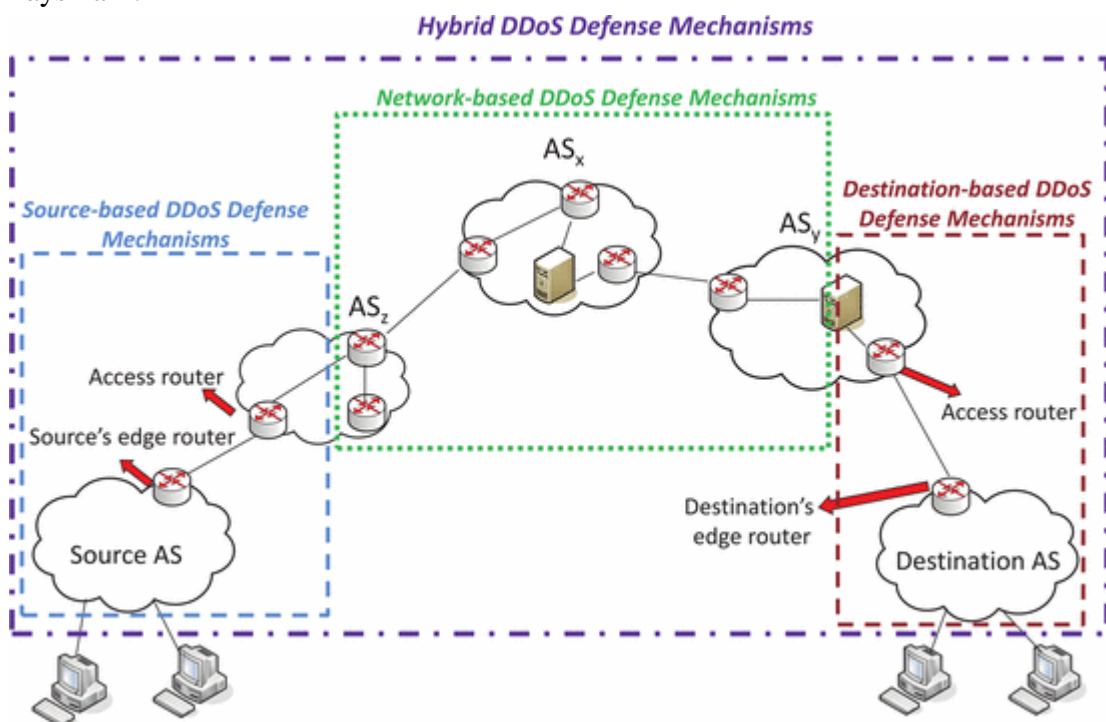 Hybrid DDoS Defense Mechanisms
Network-based DDoS Defense Mechanisms
ASx
Source-based DDoS Defense
Mechanisms
Destination-based DDoS
Defense Mechanisms
ASy
ASz
Access router
Source's edge router
Source AS
Access router
Destination's
edge router
Destination AS